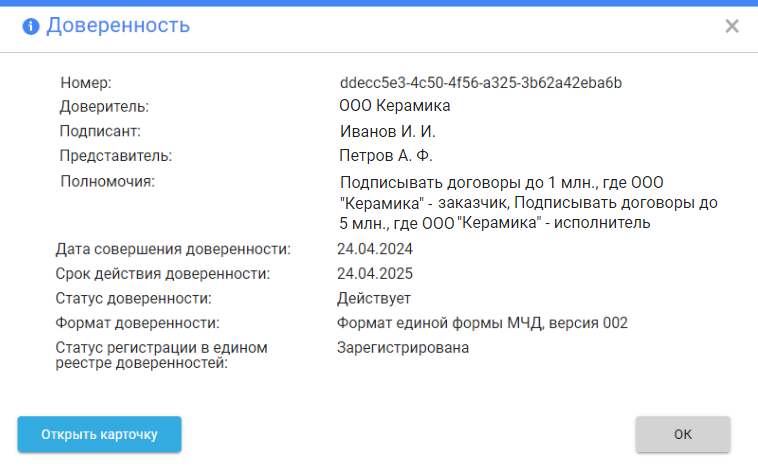 Доверенность
Номер: ddecc5e3-4c50-4f56-a325-3b62a42eba6b
Доверитель: ООО Керамика
Подписант: Иванов И. И.
Представитель: Петров А. Ф.
Полномочия: Подписывать договоры до 1 млн., где ООО
"Керамика" - заказчик, Подписывать договоры до
5 млн., где ООО "Керамика" - исполнитель
Дата совершения доверенности: 24.04.2024
Срок действия доверенности: 24.04.2025
Статус доверенности: Действует
Формат доверенности: Формат единой формы МЧД, версия 002
Статус регистрации в едином Зарегистрирована
реестре доверенностей:
Открыть карточку ОК